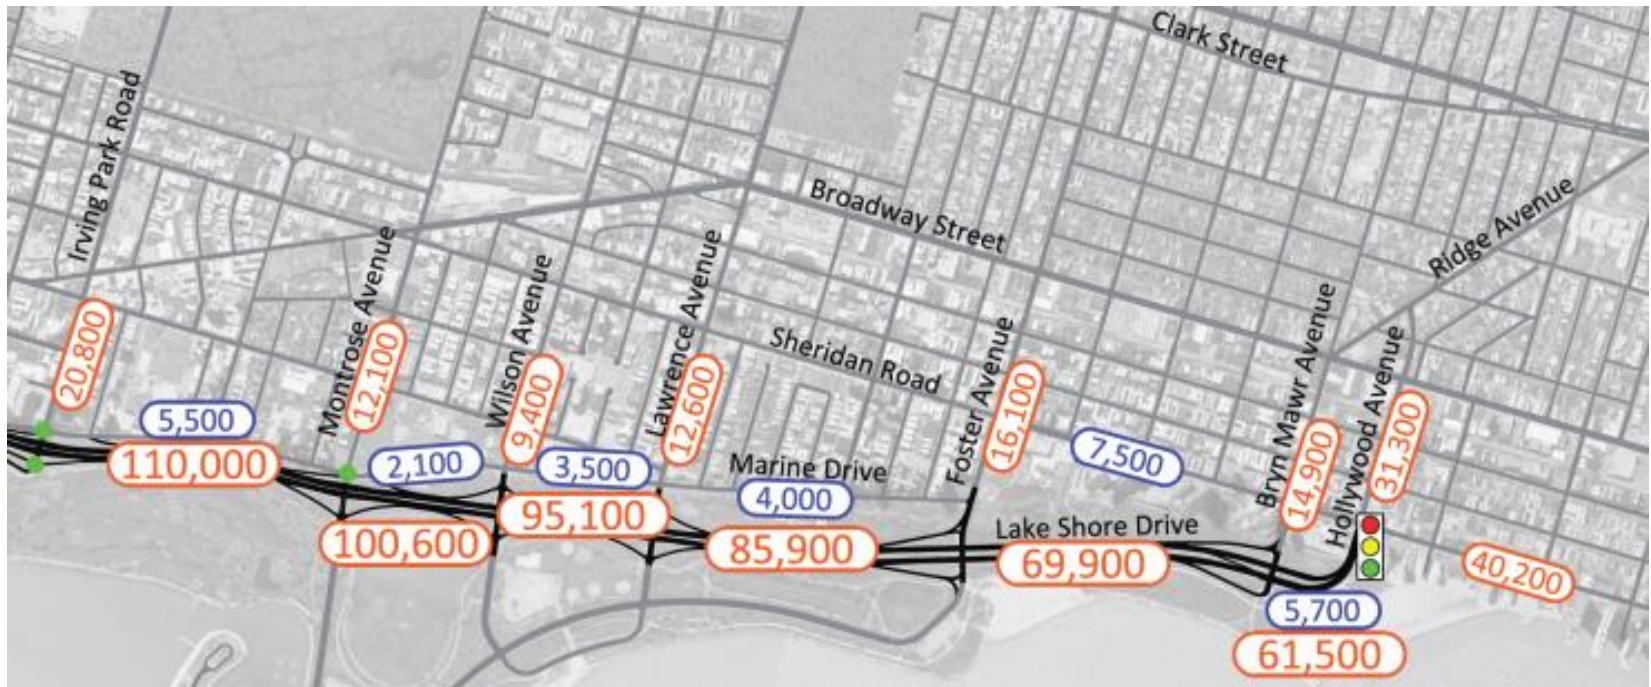 Clark Street
Irving Park Road
Broadway Street
Ridge Avenue
Montrose Avenue
Wilson Avenue
Lawrence Avenue
Sheridan Road
Foster Avenue
Bryn Mawr Avenue
Hollywood Avenue
20,800
12,100
9,400
12,600
16,100
14,900
31,300
5,500
110,000
2,100
3,500
Marine Drive
4,000
7,500
100,600
95,100
85,900
Lake Shore Drive
69,900
40,200
5,700
61,500